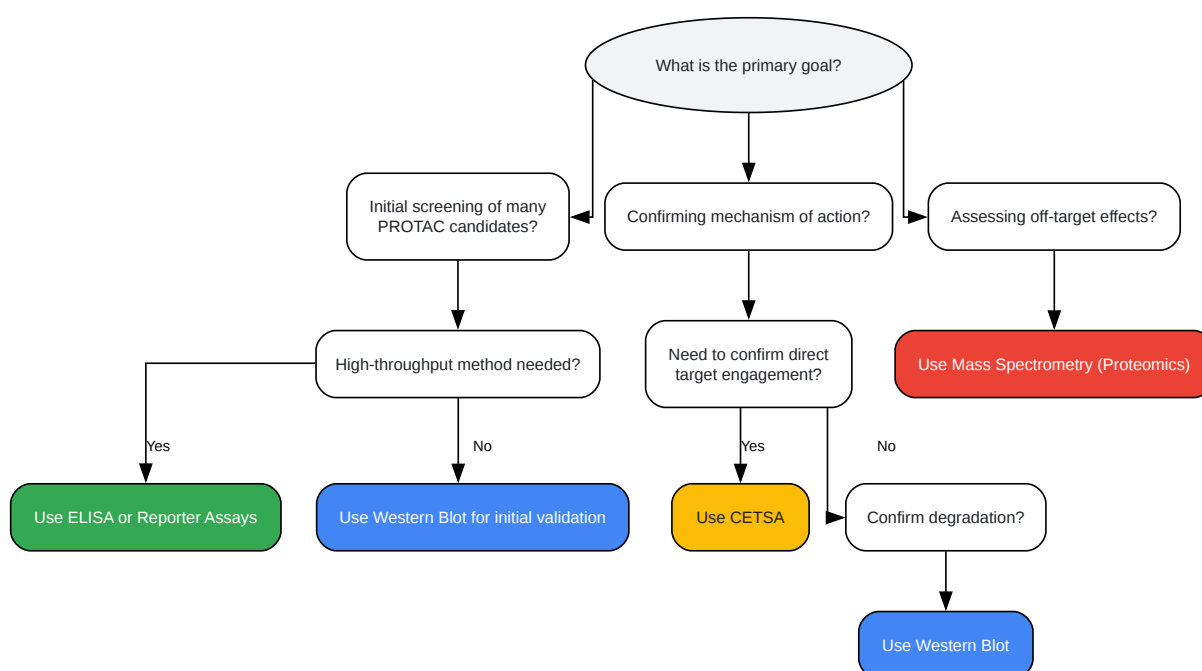 What is the primary goal?
Initial screening of many
PROTAC candidates?
Confirming mechanism of action?
Assessing off-target effects?
High-throughput method needed?
Need to confirm direct
target engagement?
Use Mass Spectrometry (Proteomics)
Yes
No
Yes
No
Use ELISA or Reporter Assays
Use Western Blot for initial validation
Use CETSA
Confirm degradation?
Use Western Blot